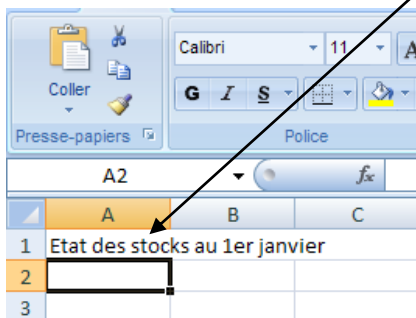 Calibri 11 A
Coller
G I S
Presse-papiers Police
A2 fx
A B C
1 Etat des stocks au 1er janvier
2
3